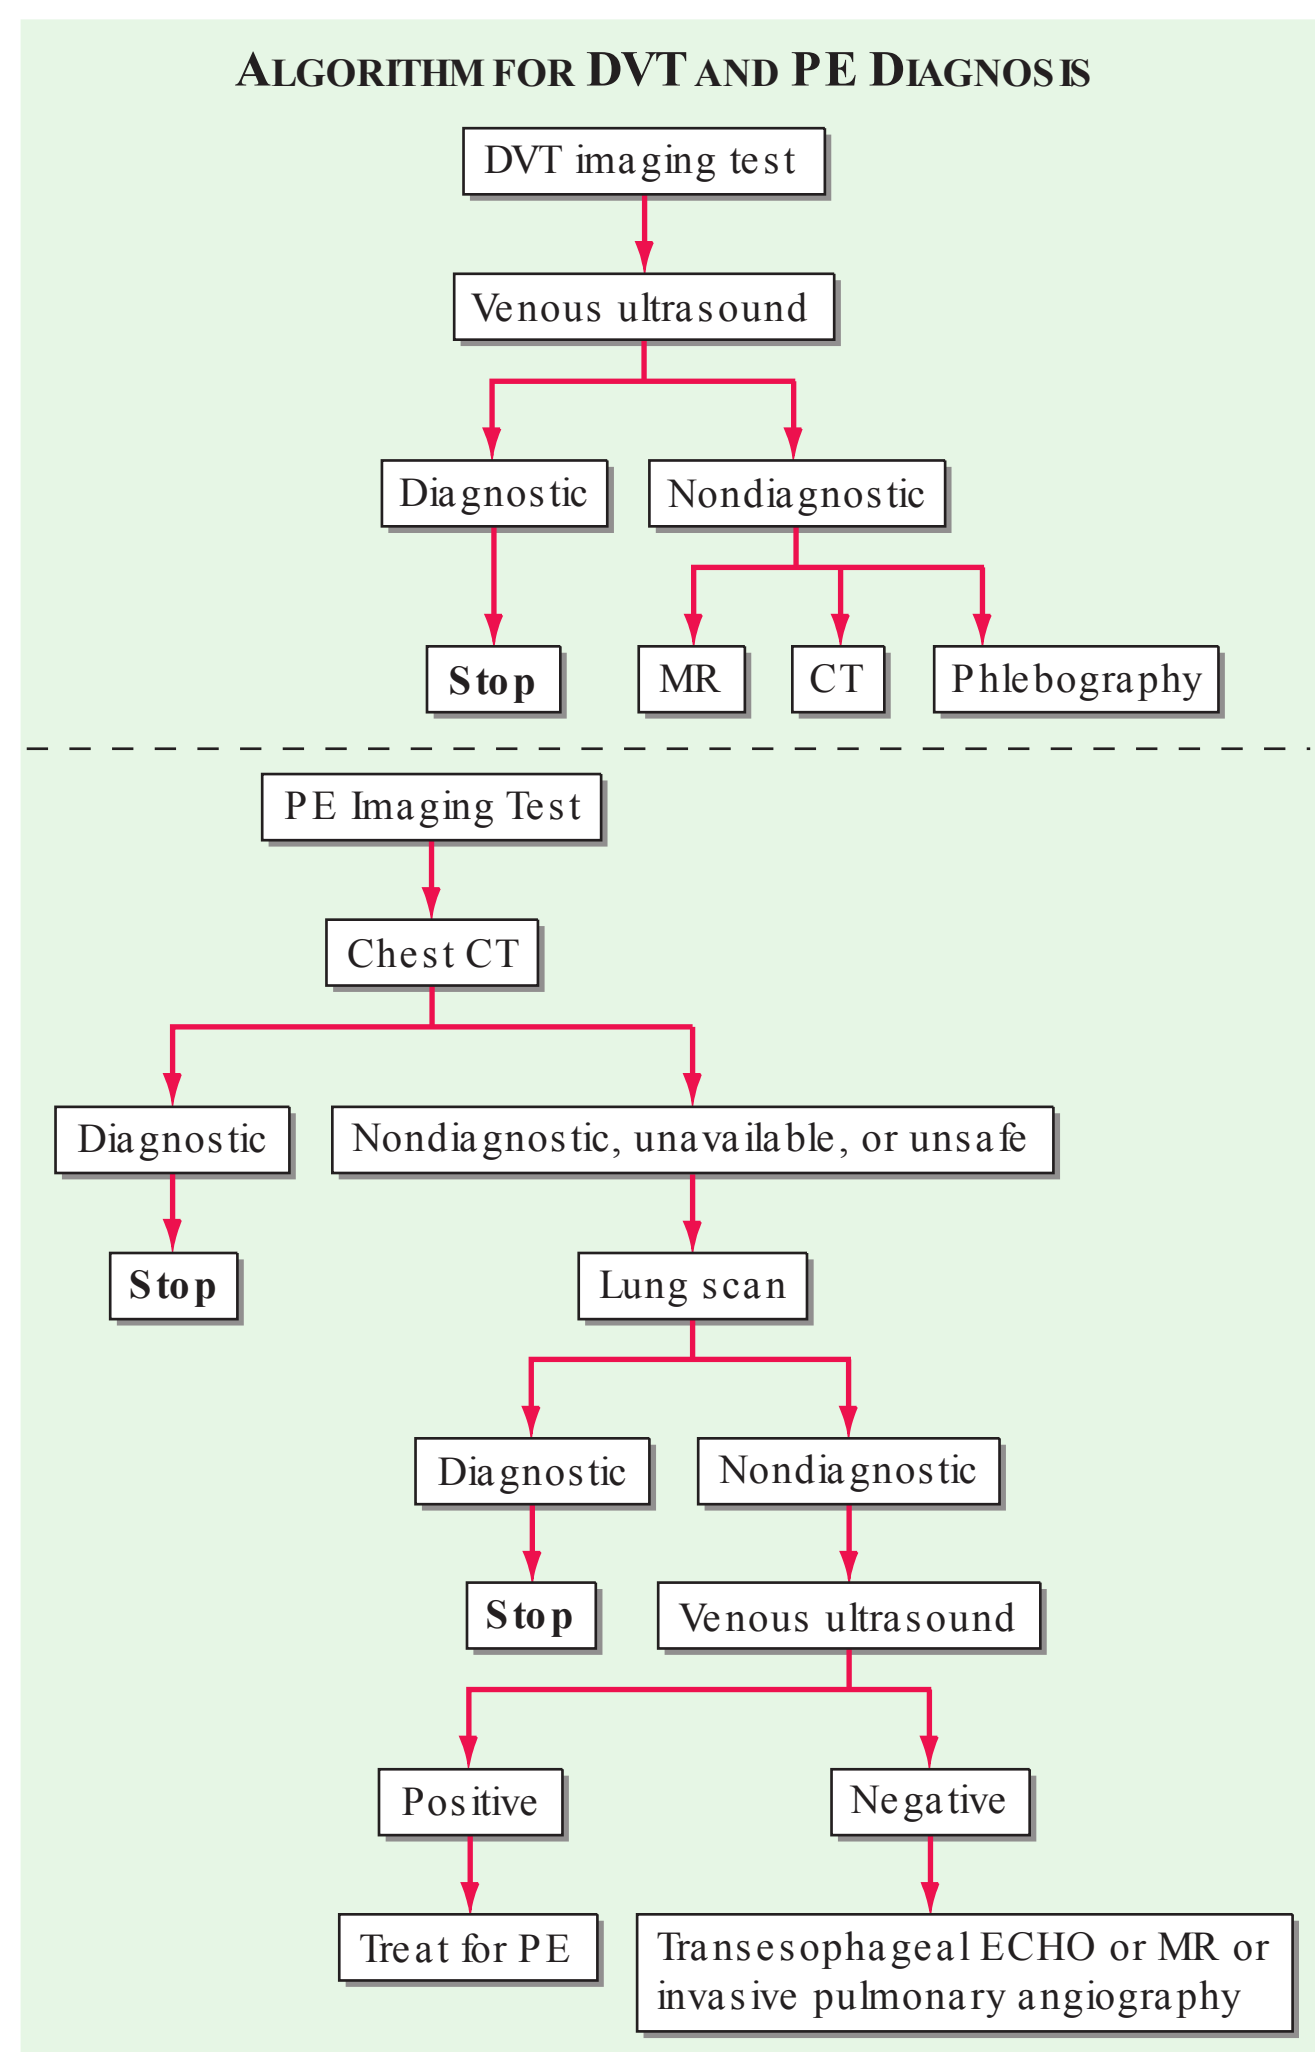 ALGORITHM FOR DVT AND PE DIAGNOSIS
DVT imaging test
Venous ultrasound
Diagnostic
Nondiagnostic
Stop
MR
CT
Phlebography
PE Imaging Test
Chest CT
Diagnostic
Nondiagnostic, unavailable, or unsafe
Stop
Lung scan
Diagnostic
Nondiagnostic
Stop
Venous ultrasound
Positive
Negative
Treat for PE
Transesophageal ECHO or MR or
invasive pulmonary angiography